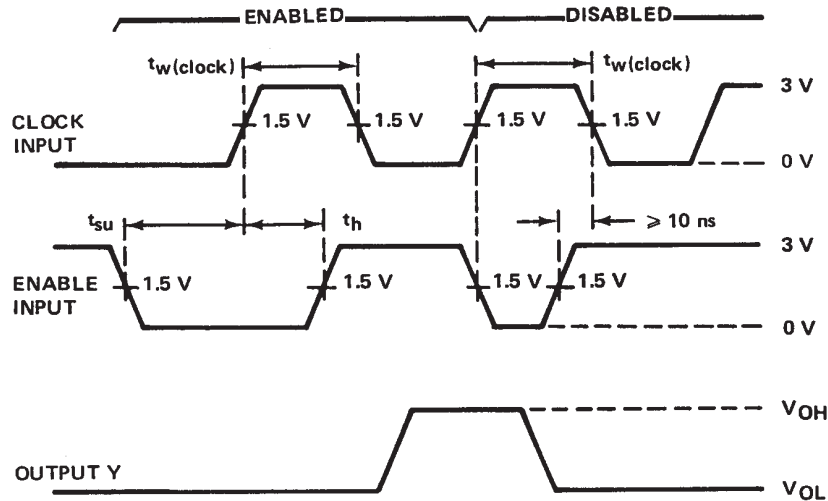 ENABLED DISABLED
tw(clock) tw(clock)
3 V
CLOCK INPUT
1.5 V 1.5 V 1.5 V 1.5 V
0 V
tsu th ≥ 10 ns
3 V
ENABLE INPUT
1.5 V 1.5 V 1.5 V 1.5 V
0 V
VOH
OUTPUT Y
VOL